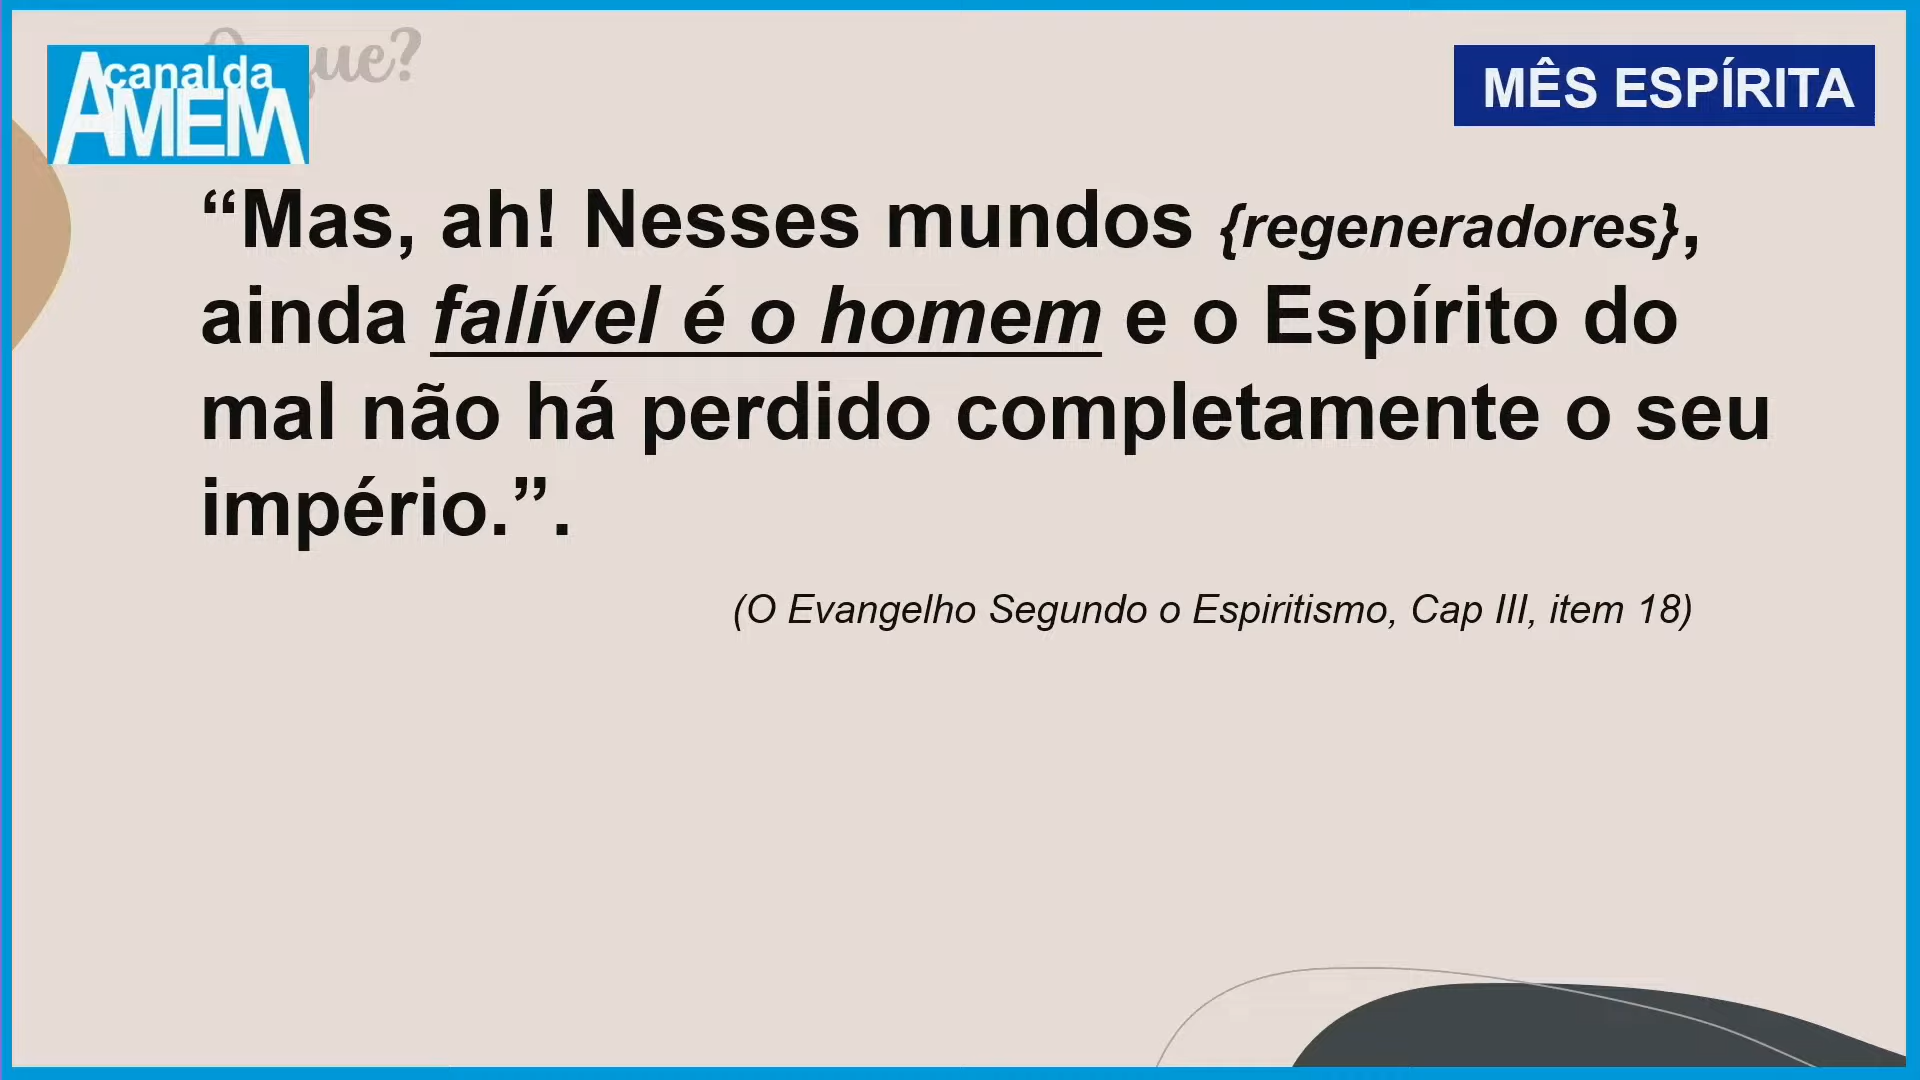 que?
canal da
AMEM
MÊS ESPÍRITA
“Mas, ah! Nesses mundos {regeneradores},
ainda falível é o homem e o Espírito do
mal não há perdido completamente o seu
império.”.
(O Evangelho Segundo o Espiritismo, Cap III, item 18)